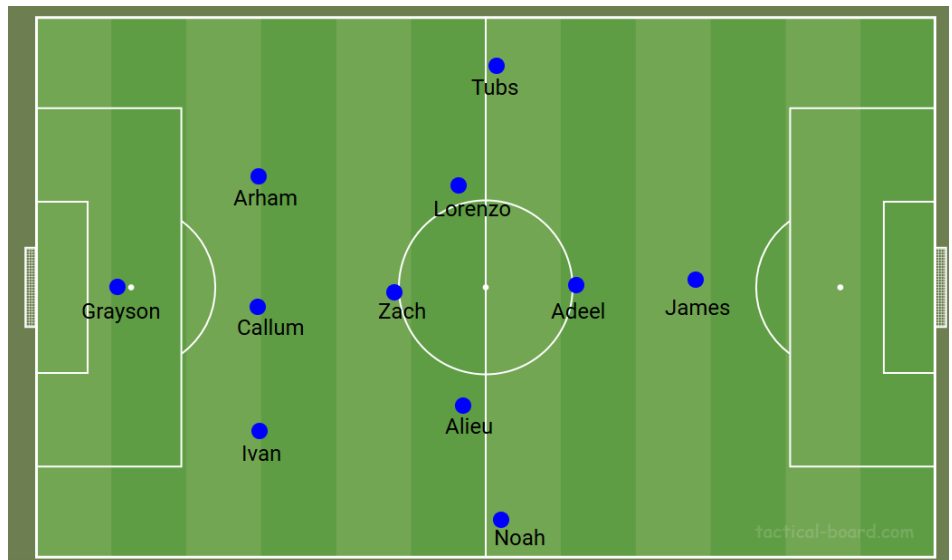 Tubs
Arham
Lorenzo
Grayson
Callum
Zach
Adeel
James
Alieu
Ivan
Noah
tactical-board.com